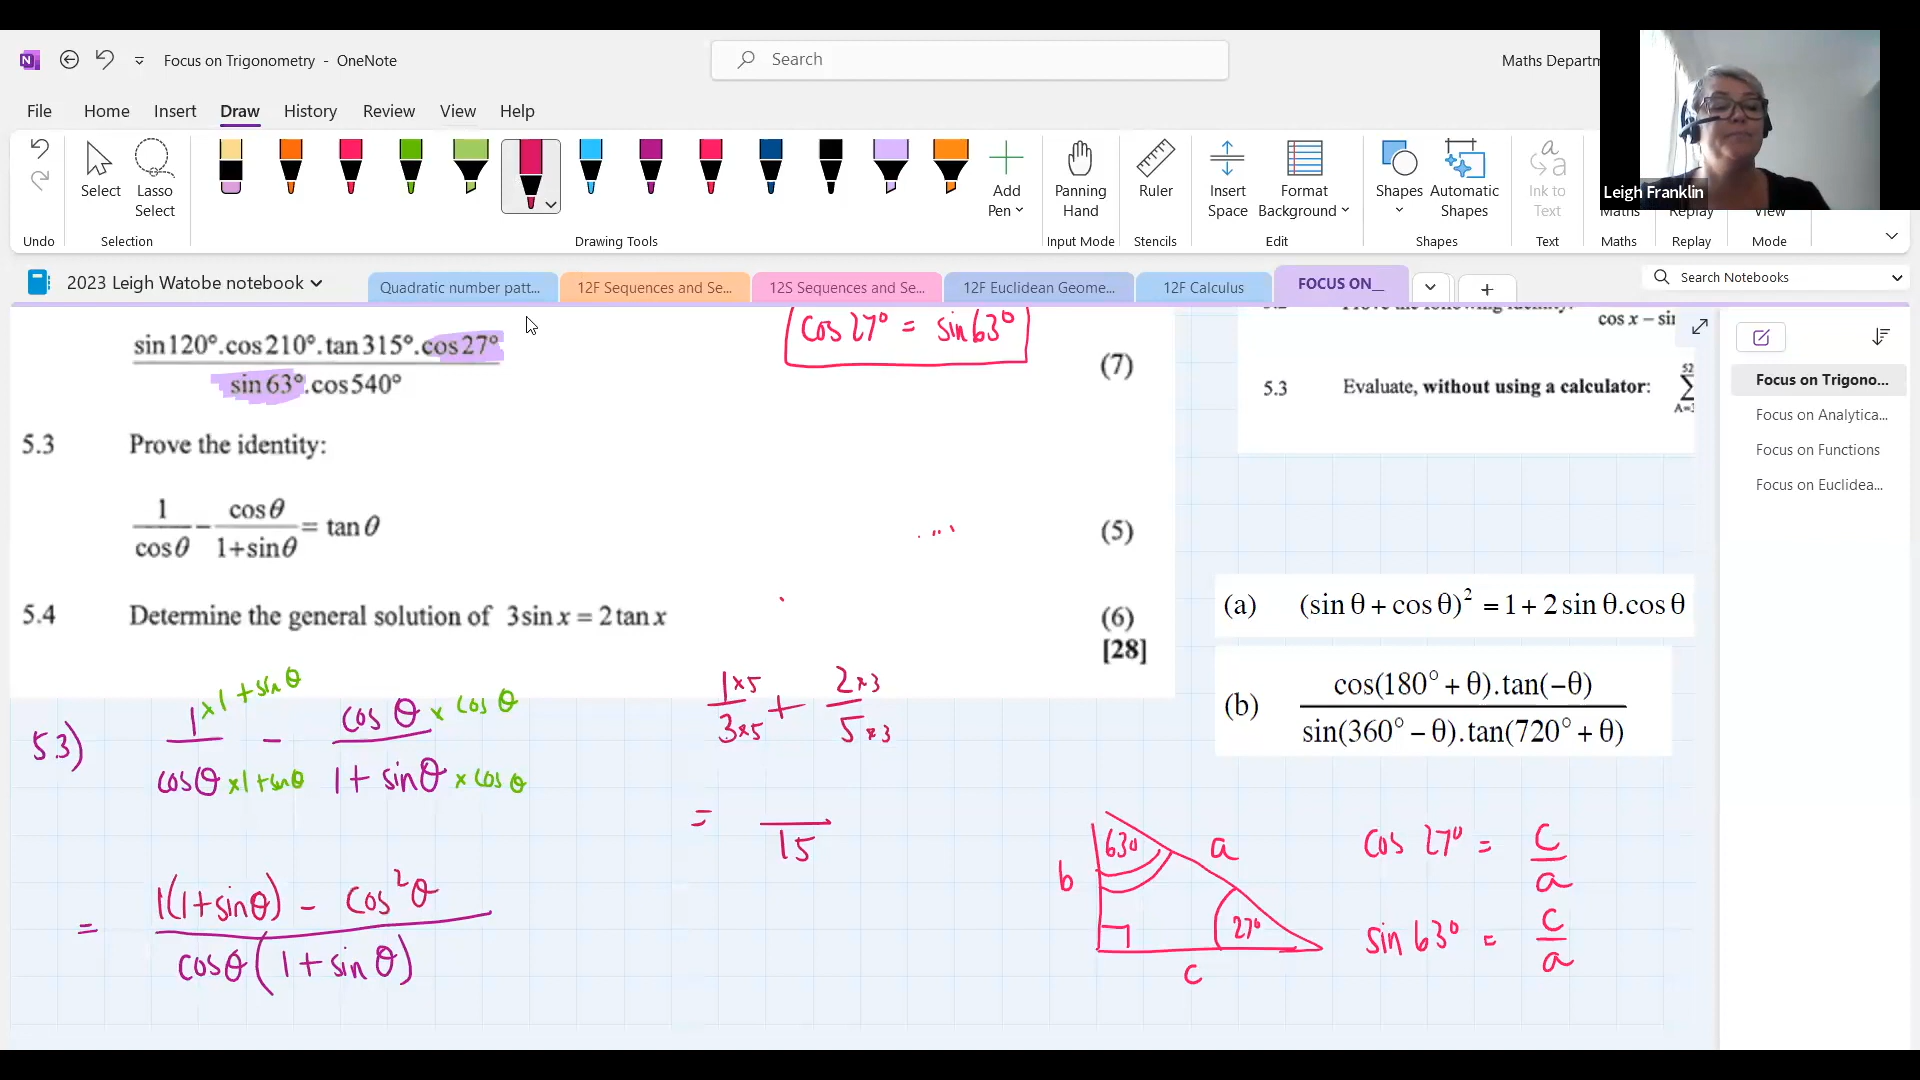 Focus on Trigonometry - OneNote
Search
Maths Departm
File Home Insert Draw History Review View Help
Select
Lasso Select
Add Pen
Panning Hand
Ruler
Insert Space
Format Background
Shapes
Automatic Shapes
Ink to Text
Maths
Replay
View
Leigh Franklin
Undo Selection Drawing Tools Input Mode Stencils Edit Shapes Text Maths Replay Mode
2023 Leigh Watobe notebook
Quadratic number patt...
12F Sequences and Se...
12S Sequences and Se...
12F Euclidean Geome...
12F Calculus
FOCUS ON_
+
Search Notebooks
Focus on Trigono...
Focus on Analytica...
Focus on Functions
Focus on Euclidea...
sin120°.cos210°.tan315°.cos27°
sin63°.cos540°
cos 27° = sin 63°
(7)
5.3 Prove the identity:
1/cosθ − cosθ/1+sinθ = tanθ
(5)
5.4 Determine the general solution of 3sinx = 2tanx
(6)
[28]
cos x − sin
5.3 Evaluate, without using a calculator: 52 Σ A=
(a) (sin θ + cos θ)² = 1 + 2 sin θ.cos θ
(b) cos(180° + θ).tan(−θ)
sin(360° − θ).tan(720° + θ)
5.3)
1 ×1 + sinθ − cosθ × cosθ
cosθ ×1+sinθ 1 + sinθ × cosθ
= 1(1+sinθ) − cos²θ
cosθ(1 + sinθ)
1×5 + 2×3
3×5 5×3
= 15
63°
a
b
27°
c
cos 27° = c/a
sin 63° = c/a